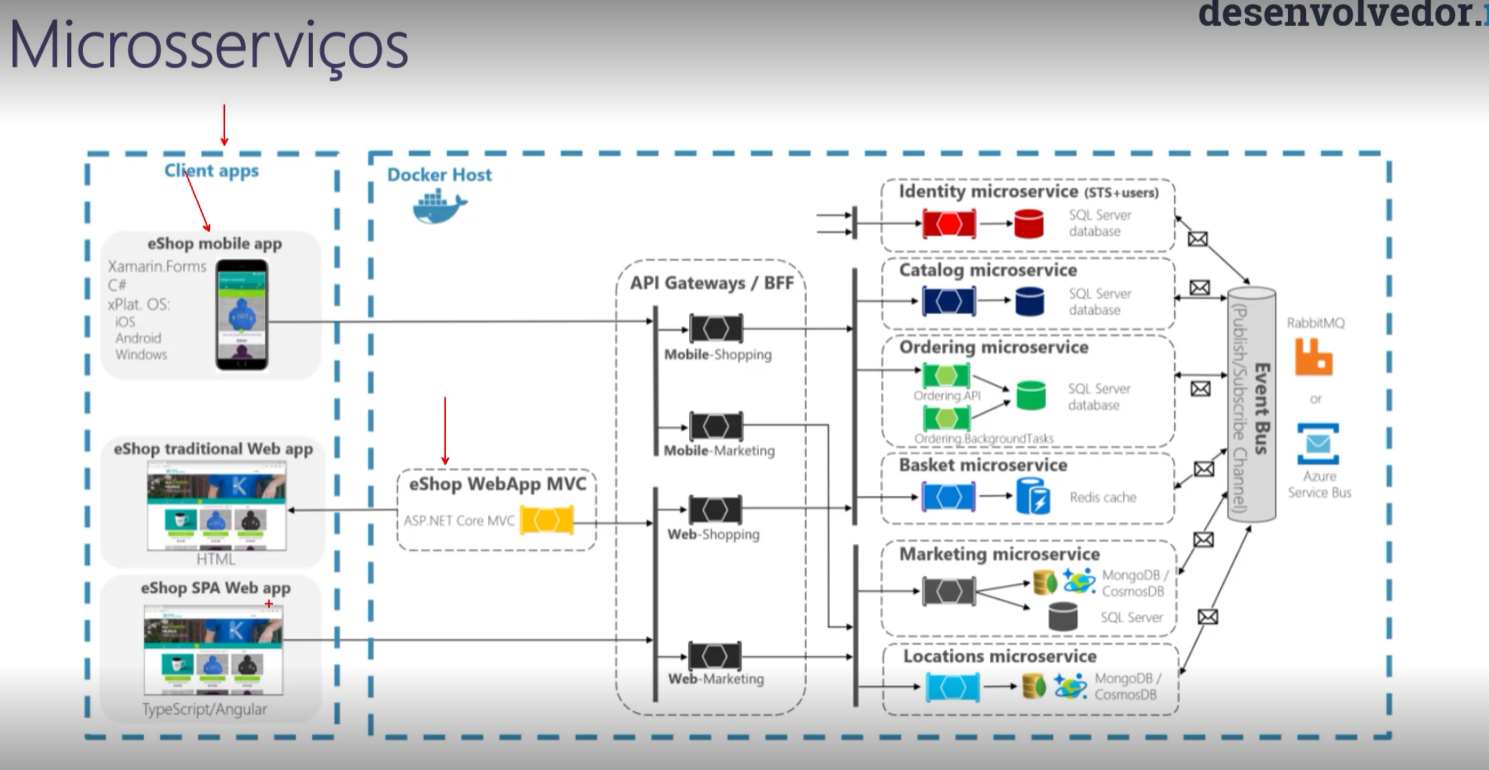 desenvolvedor.
Microsserviços
Client apps
eShop mobile app
Xamarin.Forms
C#
xPlat. OS:
iOS
Android
Windows
eShop traditional Web app
HTML
eShop SPA Web app
TypeScript/Angular
Docker Host
eShop WebApp MVC
ASP.NET Core MVC
API Gateways / BFF
Mobile-Shopping
Mobile-Marketing
Web-Shopping
Web-Marketing
Identity microservice (STS+users)
SQL Server
database
Catalog microservice
SQL Server
database
Ordering microservice
Ordering.API
SQL Server
database
Ordering.BackgroundTasks
Basket microservice
Redis cache
Marketing microservice
MongoDB /
CosmosDB
SQL Server
Locations microservice
MongoDB /
CosmosDB
Event Bus
(Publish/Subscribe Channel)
RabbitMQ
or
Azure
Service Bus